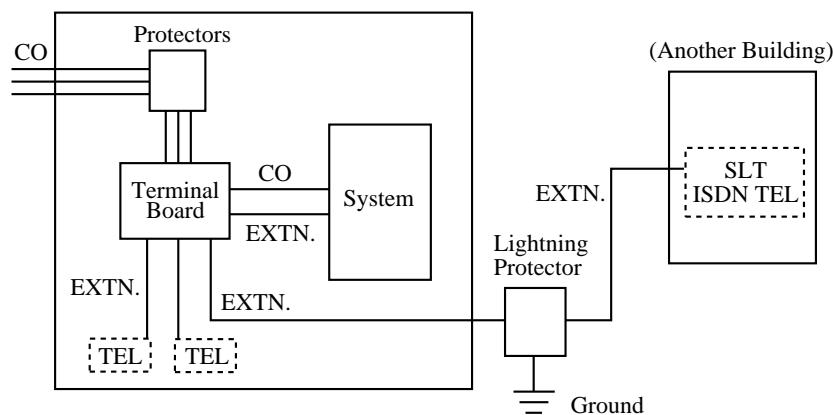 Protectors
CO
(Another Building)
CO
Terminal
Board
System
SLT
ISDN TEL
EXTN.
EXTN.
Lightning
Protector
EXTN.
EXTN.
TEL
TEL
Ground